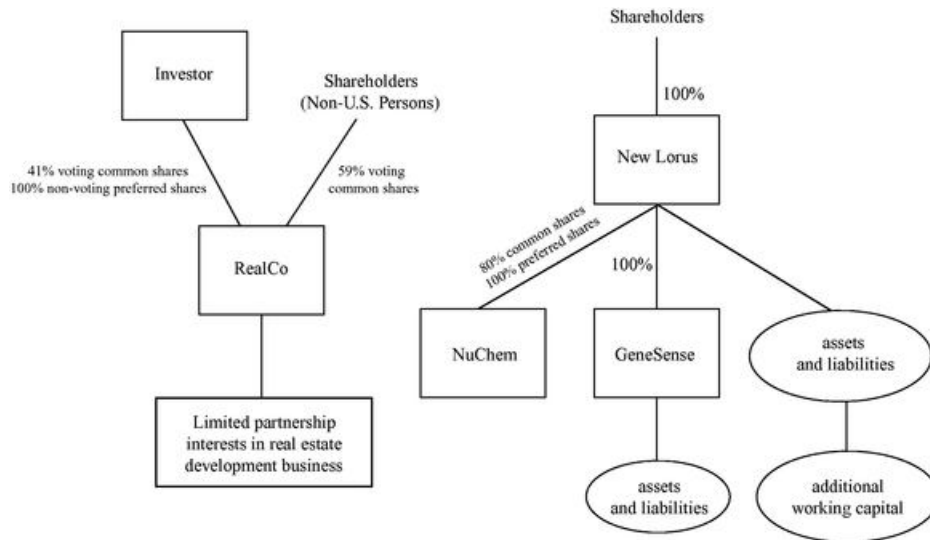 Investor
Shareholders
(Non-U.S. Persons)
41% voting common shares
100% non-voting preferred shares
59% voting
common shares
RealCo
Limited partnership
interests in real estate
development business
Shareholders
100%
New Lorus
80% common shares
100% preferred shares
100%
NuChem
GeneSense
assets
and liabilities
assets
and liabilities
additional
working capital